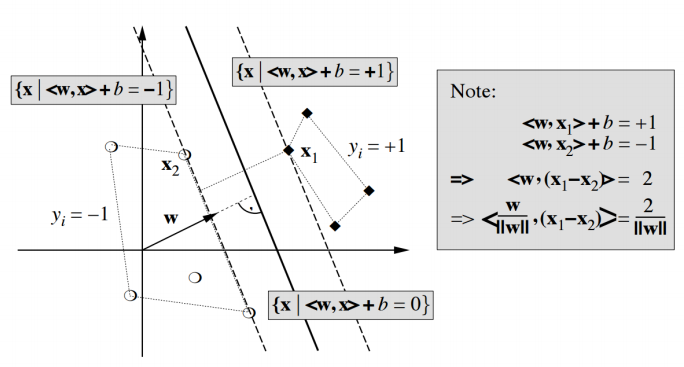 {x | <w, x> + b = −1}
{x | <w, x> + b = +1}
x₂
x₁
yᵢ = +1
yᵢ = −1
w
{x | <w, x> + b = 0}
Note:
<w, x₁> + b = +1
<w, x₂> + b = −1
=> <w, (x₁−x₂)> = 2
=> <w/||w||, (x₁−x₂)> = 2/||w||